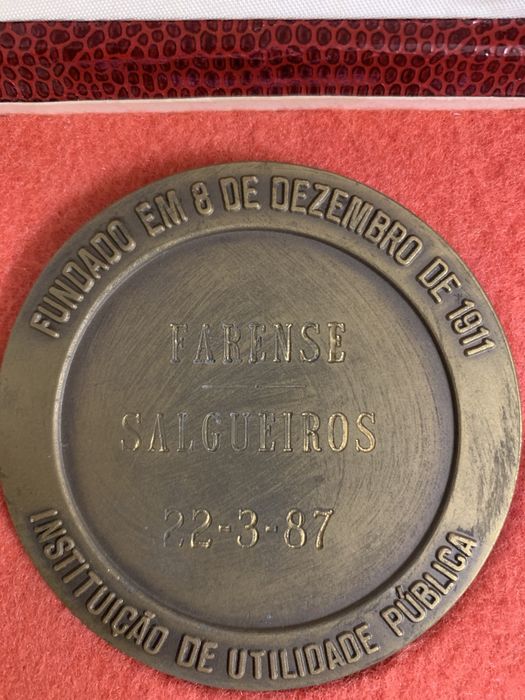 FUNDADO EM 8 DE DEZEMBRO DE 1911
FARENSE
SALGUEIROS
22-3-87
INSTITUIÇÃO DE UTILIDADE PÚBLICA